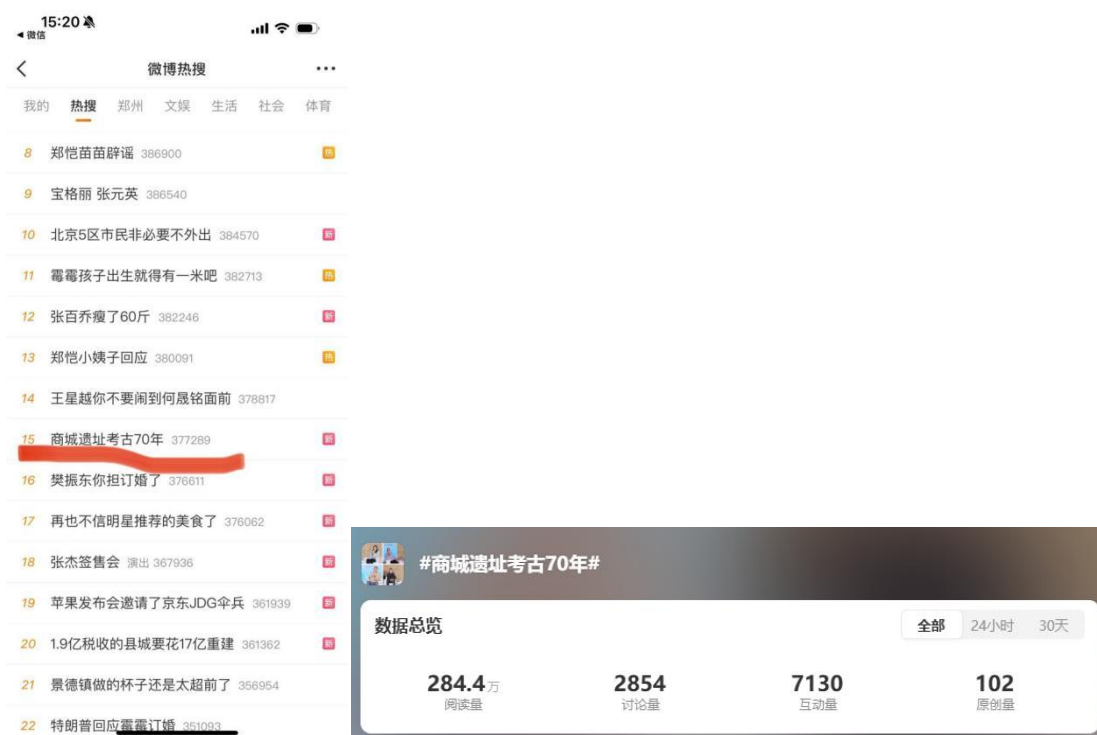 15:20
微信
微博热搜
我的 热搜 郑州 文娱 生活 社会 体育
8 郑恺苗苗辟谣 386900 热
9 宝格丽 张元英 386540
10 北京5区市民非必要不外出 384570 新
11 霉霉孩子出生就得有一米吧 382713 热
12 张百乔瘦了60斤 382246 新
13 郑恺小姨子回应 380091 热
14 王星越你不要闹到何晟铭面前 378817
15 商城遗址考古70年 377289 新
16 樊振东你担订婚了 376611 新
17 再也不信明星推荐的美食了 376062 新
18 张杰签售会 演出 367936 新
19 苹果发布会邀请了京东JDG伞兵 361939 新
20 1.9亿税收的县城要花17亿重建 361362 新
21 景德镇做的杯子还是太超前了 356954
22 特朗普回应霉霉订婚 351093
#商城遗址考古70年#
数据总览 全部 24小时 30天
284.4万 2854 7130 102
阅读量 讨论量 互动量 原创量